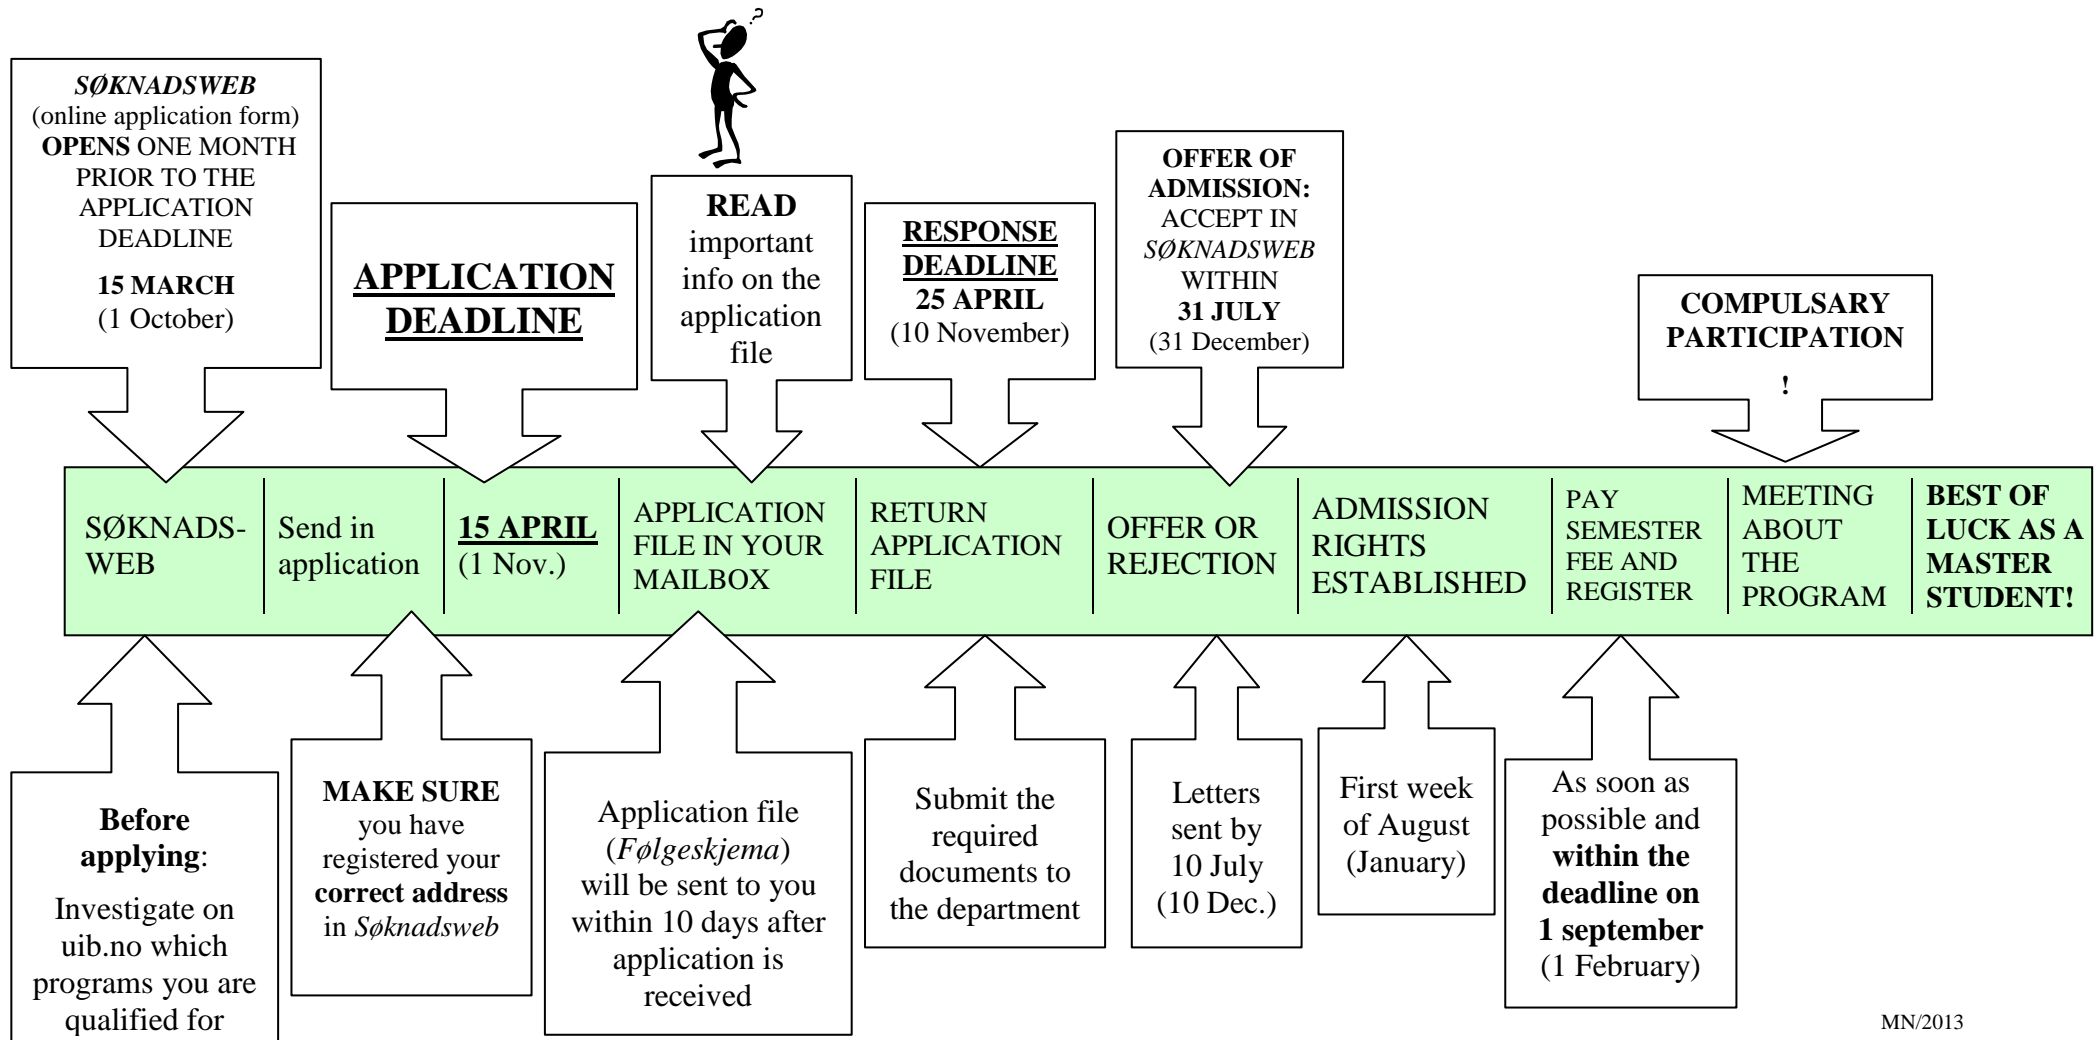 ?
SØKNADSWEB
(online application form)
OPENS ONE MONTH
PRIOR TO THE
APPLICATION
DEADLINE
15 MARCH
(1 October)
APPLICATION
DEADLINE
READ
important
info on the
application
file
RESPONSE
DEADLINE
25 APRIL
(10 November)
OFFER OF
ADMISSION:
ACCEPT IN
SØKNADSWEB
WITHIN
31 JULY
(31 December)
COMPULSARY
PARTICIPATION
!
SØKNADS-
WEB
Send in
application
15 APRIL
(1 Nov.)
APPLICATION
FILE IN YOUR
MAILBOX
RETURN
APPLICATION
FILE
OFFER OR
REJECTION
ADMISSION
RIGHTS
ESTABLISHED
PAY
SEMESTER
FEE AND
REGISTER
MEETING
ABOUT
THE
PROGRAM
BEST OF
LUCK AS A
MASTER
STUDENT!
Before
applying:
Investigate on
uib.no which
programs you are
qualified for
MAKE SURE
you have
registered your
correct address
in Søknadsweb
Application file
(Følgeskjema)
will be sent to you
within 10 days after
application is
received
Submit the
required
documents to
the department
Letters
sent by
10 July
(10 Dec.)
First week
of August
(January)
As soon as
possible and
within the
deadline on
1 september
(1 February)
MN/2013